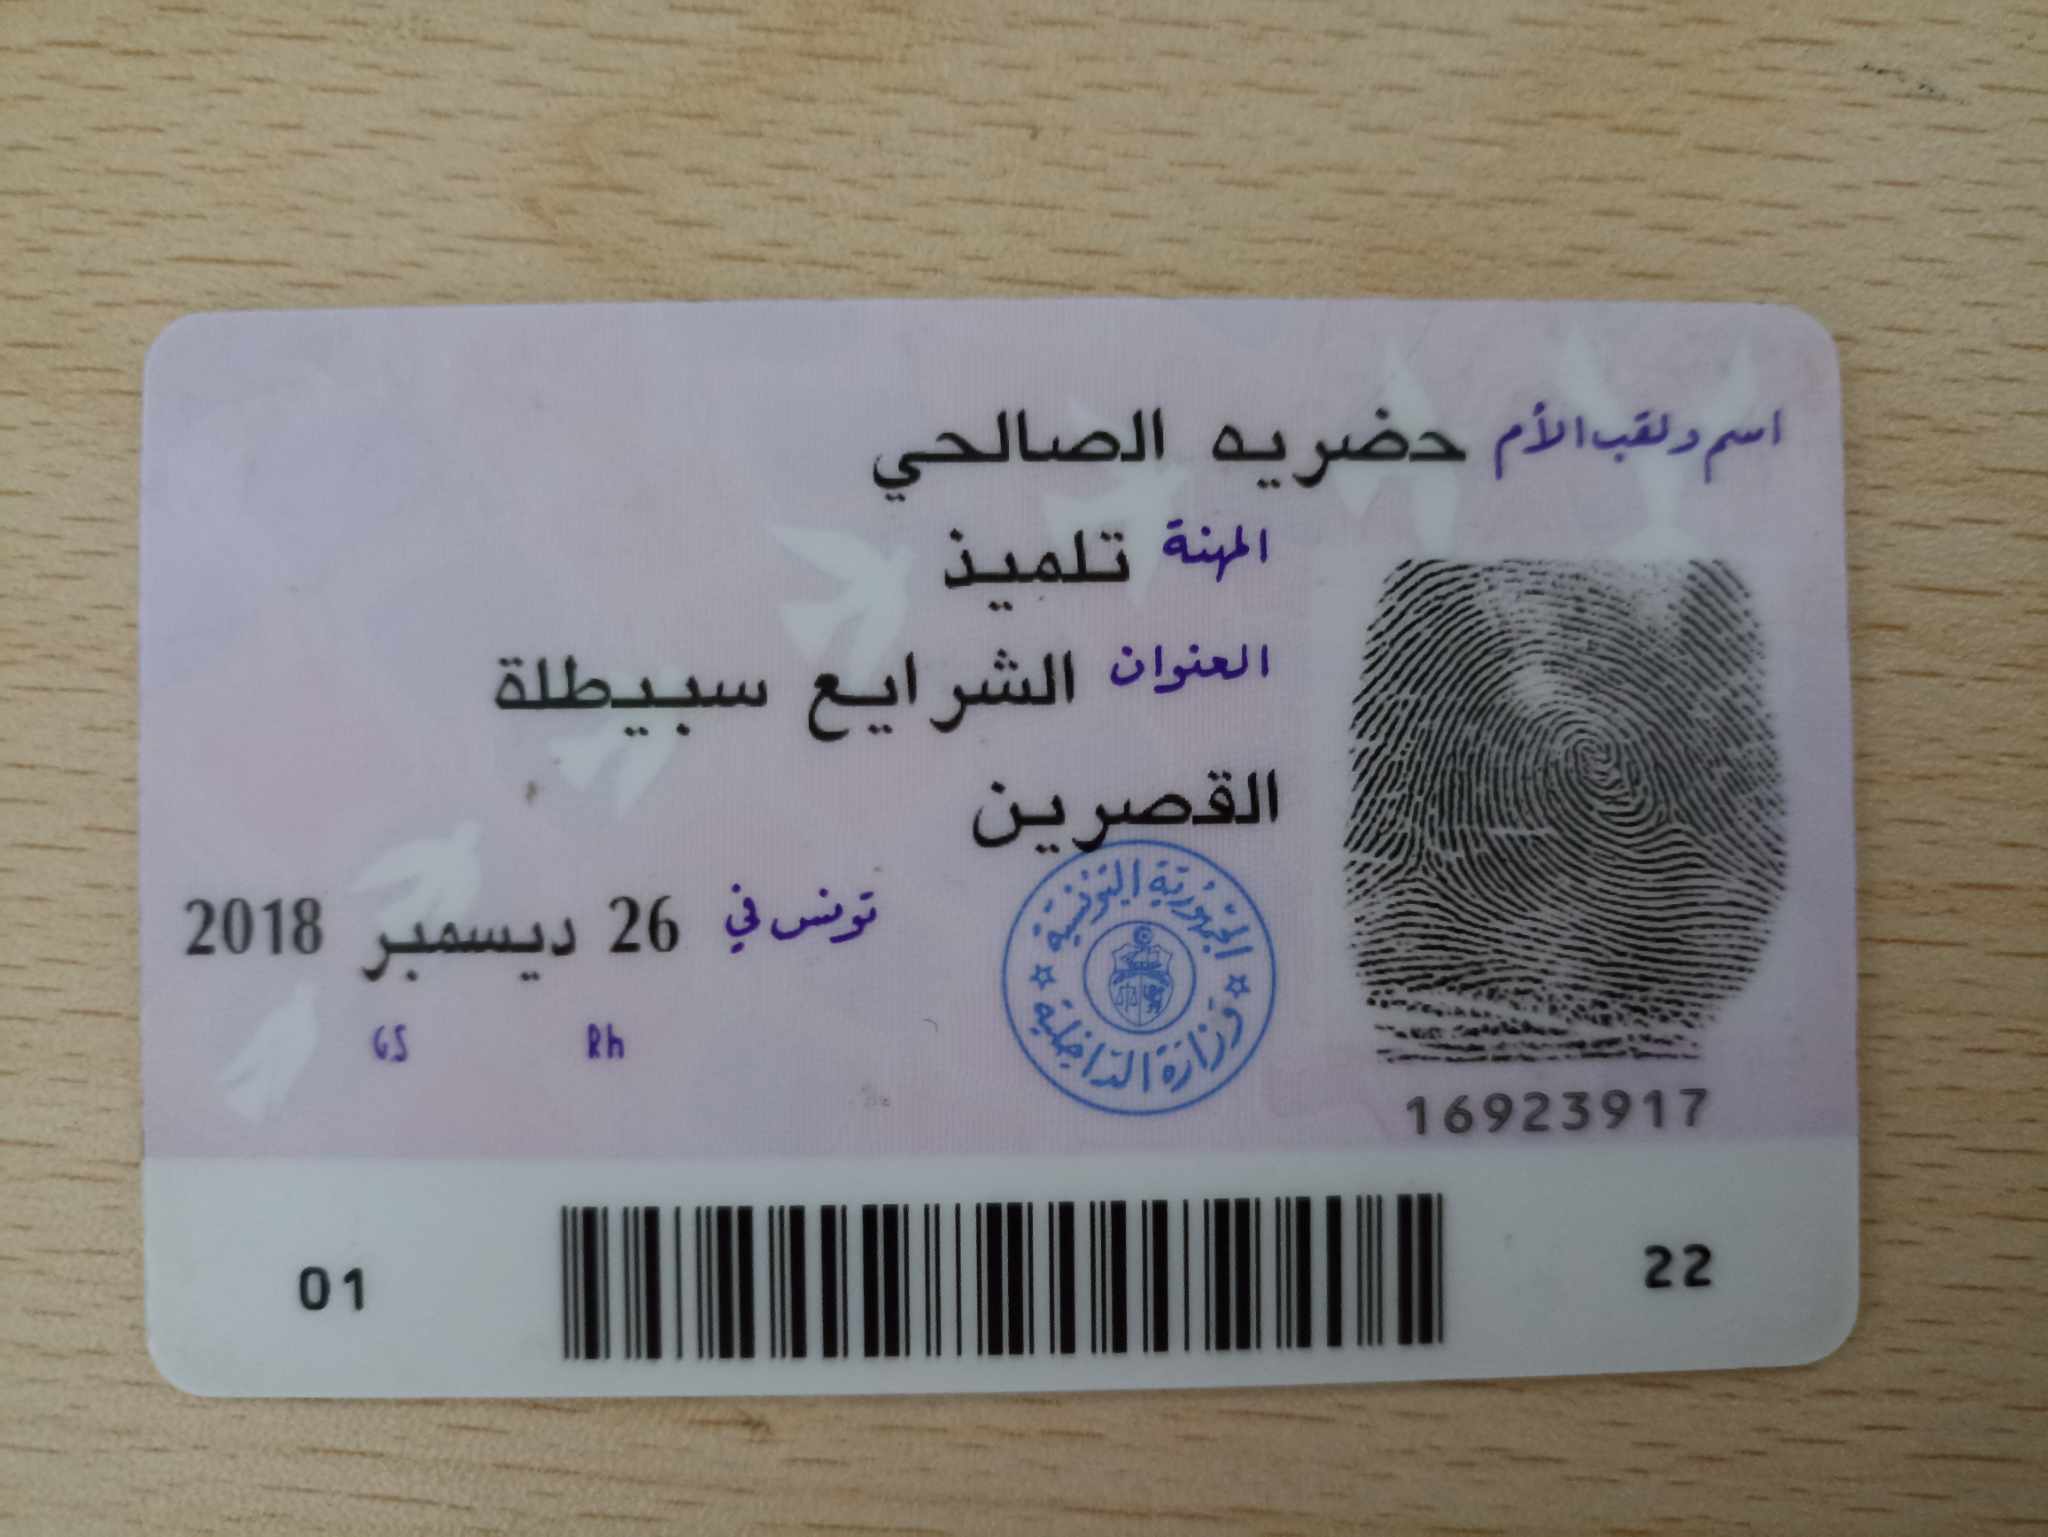 اسم ولقب الأم حضريه الصالحي
المهنة تلميذ
العنوان الشرايع سبيطلة
القصرين
تونس في 26 ديسمبر 2018
الجمهورية التونسية
وزارة الداخلية
GS Rh
16923917
01 22